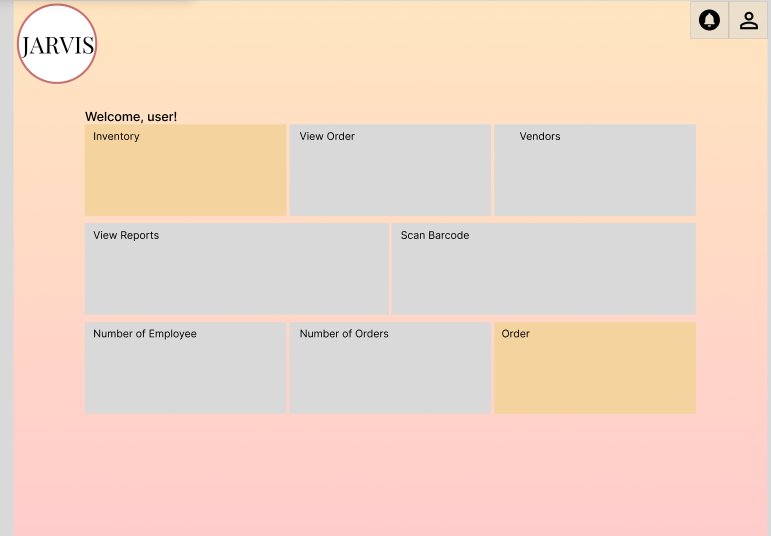 JARVIS
Welcome, user!
Inventory
View Order
Vendors
View Reports
Scan Barcode
Number of Employee
Number of Orders
Order